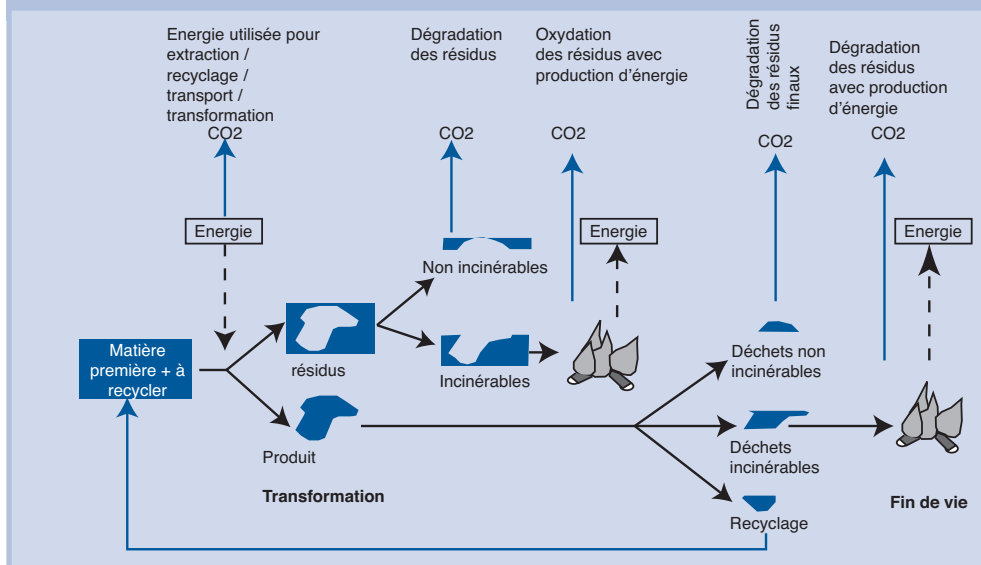 Energie utilisée pour
extraction /
recyclage /
transport /
transformation
CO2
Dégradation
des résidus
CO2
Oxydation
des résidus avec
production d’énergie
CO2
Dégradation
des résidus
finaux
CO2
Dégradation
des résidus
avec production
d’énergie
CO2
Energie
Energie
Energie
Non incinérables
Matière
première + à
recycler
résidus
Incinérables
Déchets non
incinérables
Produit
Déchets
incinérables
Transformation
Recyclage
Fin de vie